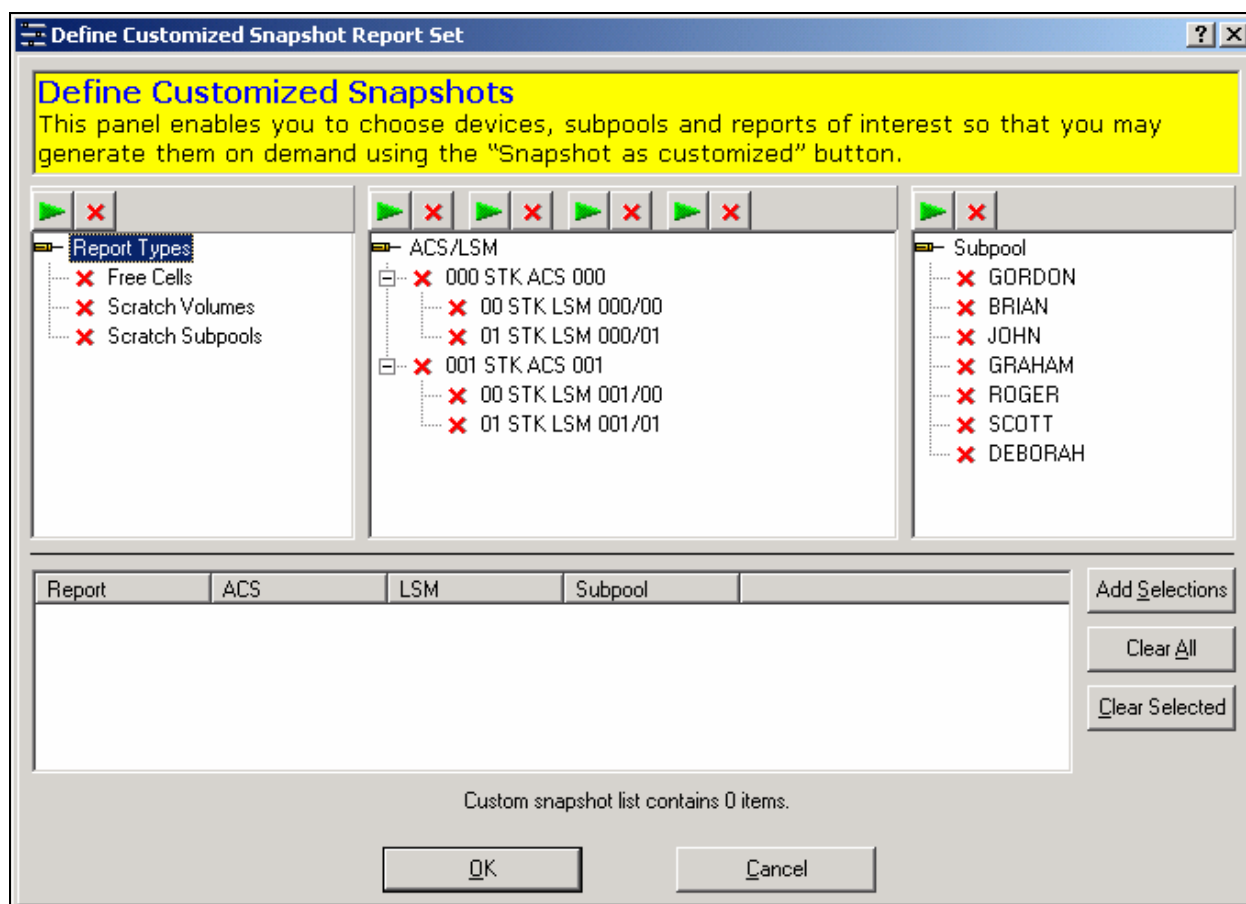 Define Customized Snapshot Report Set
Define Customized Snapshots
This panel enables you to choose devices, subpools and reports of interest so that you may
generate them on demand using the "Snapshot as customized" button.
Report Types
Free Cells
Scratch Volumes
Scratch Subpools
ACS/LSM
000 STK ACS 000
00 STK LSM 000/00
01 STK LSM 000/01
001 STK ACS 001
00 STK LSM 001/00
01 STK LSM 001/01
Subpool
GORDON
BRIAN
JOHN
GRAHAM
ROGER
SCOTT
DEBORAH
Report ACS LSM Subpool
Add Selections
Clear All
Clear Selected
Custom snapshot list contains 0 items.
OK Cancel